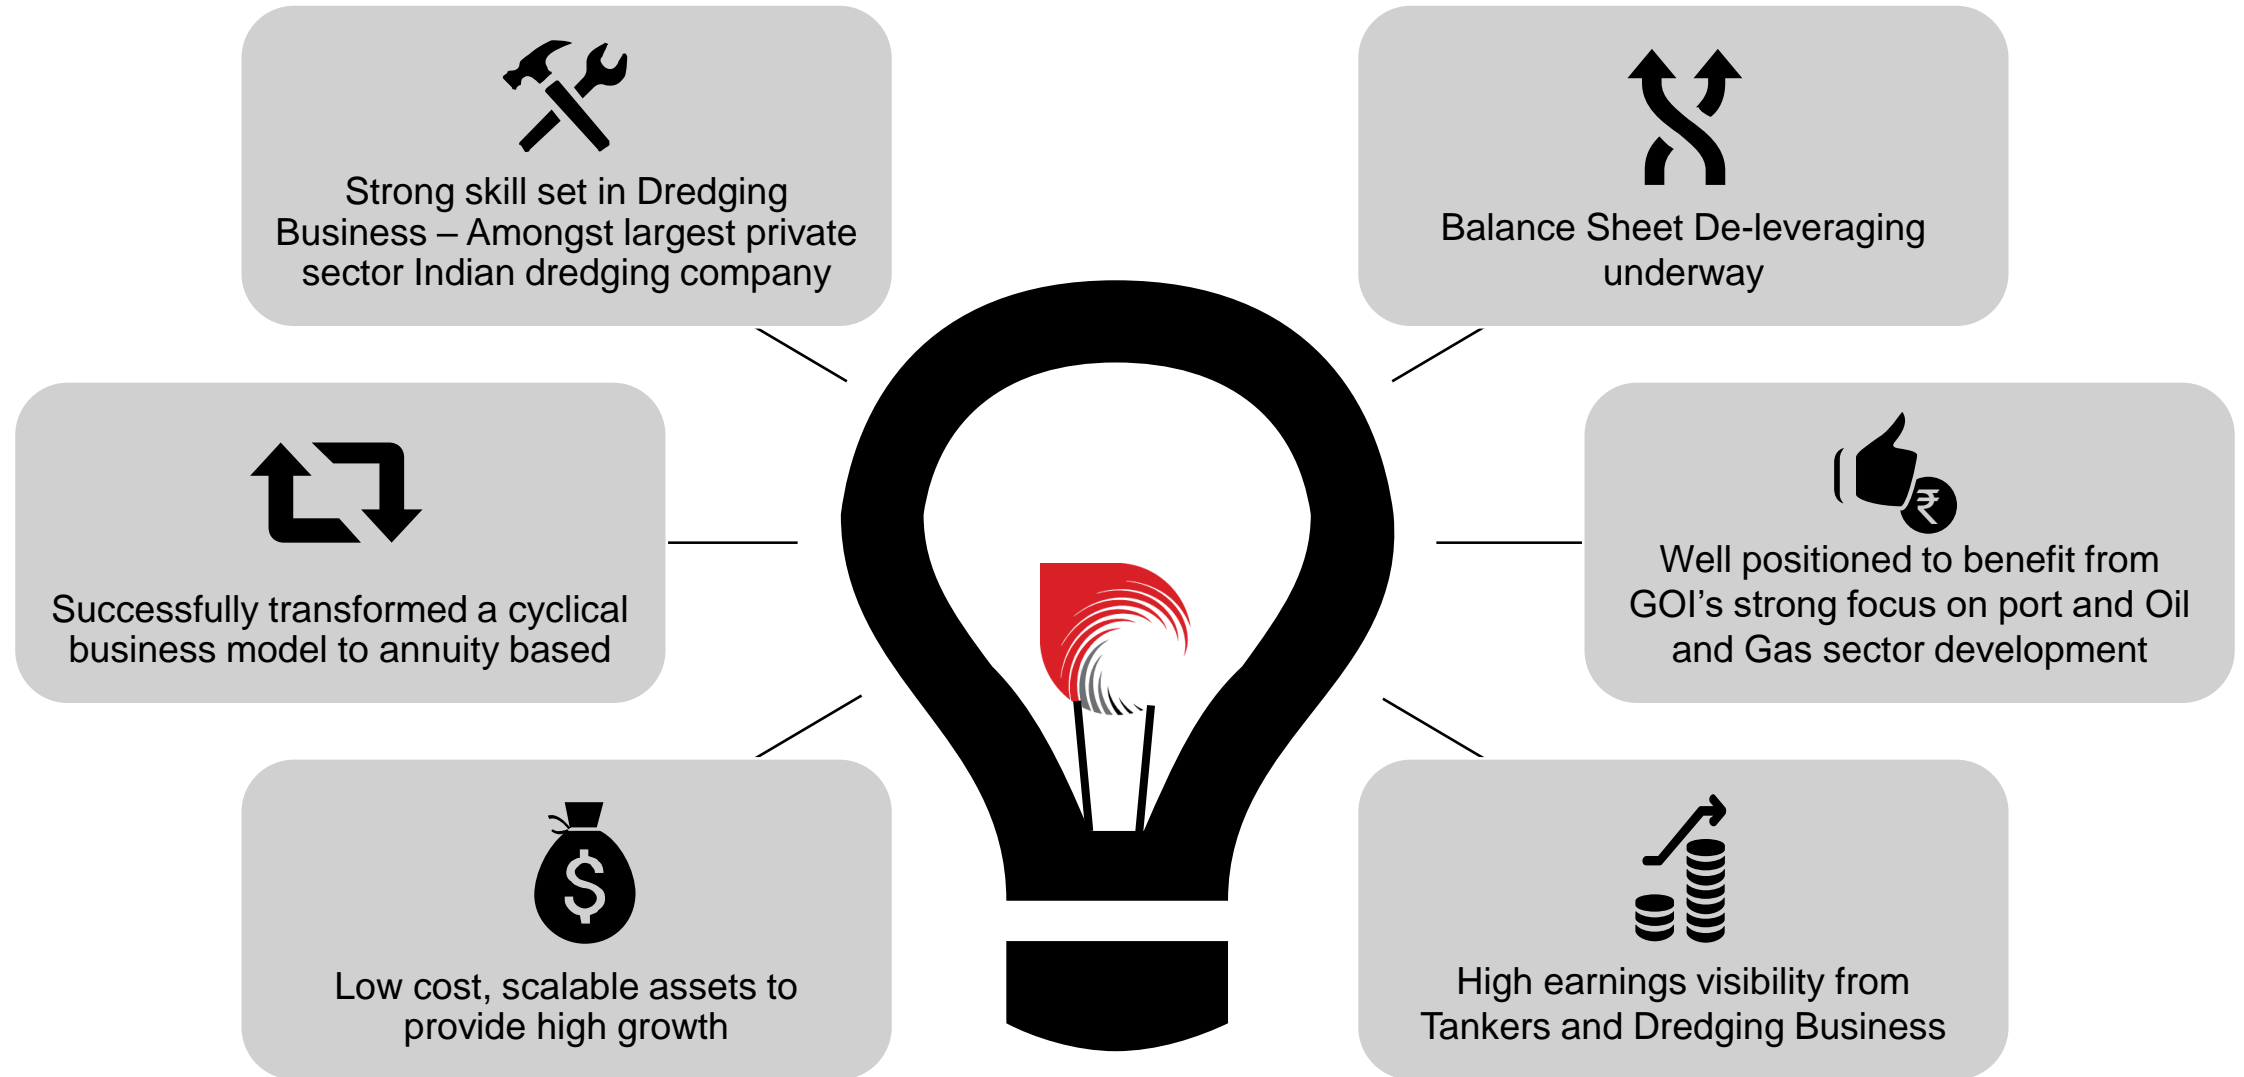 Strong skill set in Dredging
Business – Amongst largest private
sector Indian dredging company
Balance Sheet De-leveraging
underway
Successfully transformed a cyclical
business model to annuity based
₹
Well positioned to benefit from
GOI’s strong focus on port and Oil
and Gas sector development
$
Low cost, scalable assets to
provide high growth
High earnings visibility from
Tankers and Dredging Business